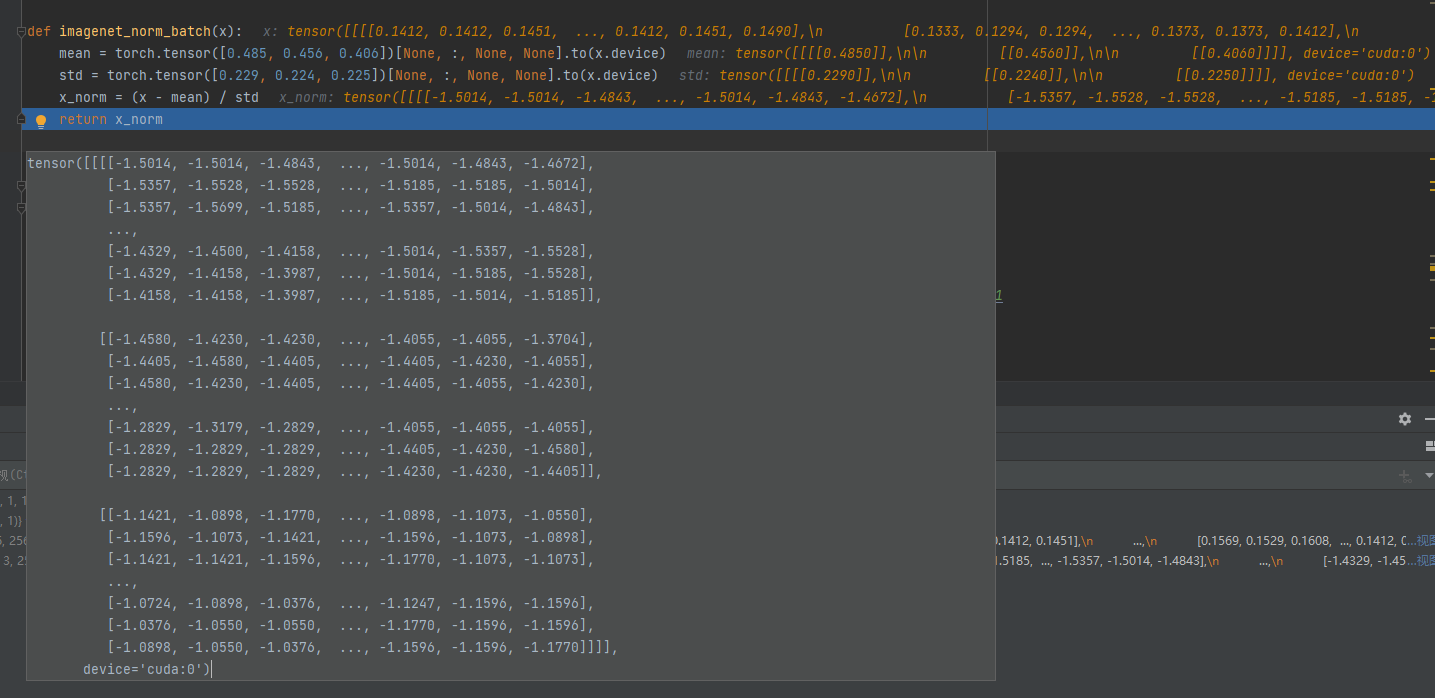 def imagenet_norm_batch(x):   x: tensor([[[[0.1412, 0.1412, 0.1451,  ..., 0.1412, 0.1451, 0.1490],\n          [0.1333, 0.1294, 0.1294,  ..., 0.1373, 0.1373, 0.1412],\n
mean = torch.tensor([0.485, 0.456, 0.406])[None, :, None, None].to(x.device)   mean: tensor([[[[0.4850]],\n\n         [[0.4560]],\n\n         [[0.4060]]]], device='cuda:0')
std = torch.tensor([0.229, 0.224, 0.225])[None, :, None, None].to(x.device)   std: tensor([[[[0.2290]],\n\n         [[0.2240]],\n\n         [[0.2250]]]], device='cuda:0')
x_norm = (x - mean) / std   x_norm: tensor([[[[-1.5014, -1.5014, -1.4843,  ..., -1.5014, -1.4843, -1.4672],\n          [-1.5357, -1.5528, -1.5528,  ..., -1.5185, -1.5185, -1
return x_norm
tensor([[[[-1.5014, -1.5014, -1.4843,  ..., -1.5014, -1.4843, -1.4672],
[-1.5357, -1.5528, -1.5528,  ..., -1.5185, -1.5185, -1.5014],
[-1.5357, -1.5699, -1.5185,  ..., -1.5357, -1.5014, -1.4843],
...,
[-1.4329, -1.4500, -1.4158,  ..., -1.5014, -1.5357, -1.5528],
[-1.4329, -1.4158, -1.3987,  ..., -1.5014, -1.5185, -1.5528],
[-1.4158, -1.4158, -1.3987,  ..., -1.5185, -1.5014, -1.5185]],
1
[[-1.4580, -1.4230, -1.4230,  ..., -1.4055, -1.4055, -1.3704],
[-1.4405, -1.4580, -1.4405,  ..., -1.4405, -1.4230, -1.4055],
[-1.4580, -1.4230, -1.4405,  ..., -1.4405, -1.4055, -1.4230],
...,
[-1.2829, -1.3179, -1.2829,  ..., -1.4055, -1.4055, -1.4055],
[-1.2829, -1.2829, -1.2829,  ..., -1.4405, -1.4230, -1.4580],
[-1.2829, -1.2829, -1.2829,  ..., -1.4230, -1.4230, -1.4405]],
[[-1.1421, -1.0898, -1.1770,  ..., -1.0898, -1.1073, -1.0550],
[-1.1596, -1.1073, -1.1421,  ..., -1.1596, -1.1073, -1.0898],
[-1.1421, -1.1421, -1.1596,  ..., -1.1770, -1.1073, -1.1073],
...,
[-1.0724, -1.0898, -1.0376,  ..., -1.1247, -1.1596, -1.1596],
[-1.0376, -1.0550, -1.0550,  ..., -1.1770, -1.1596, -1.1596],
[-1.0898, -1.0550, -1.0376,  ..., -1.1596, -1.1596, -1.1770]]]],
device='cuda:0')
视(C
, 1, 1
, 1)}
, 256
3, 25
0.1412, 0.1451],\n          ...,\n          [0.1569, 0.1529, 0.1608,  ..., 0.1412, 0...视图
1.5185,  ..., -1.5357, -1.5014, -1.4843],\n          ...,\n          [-1.4329, -1.45...视图